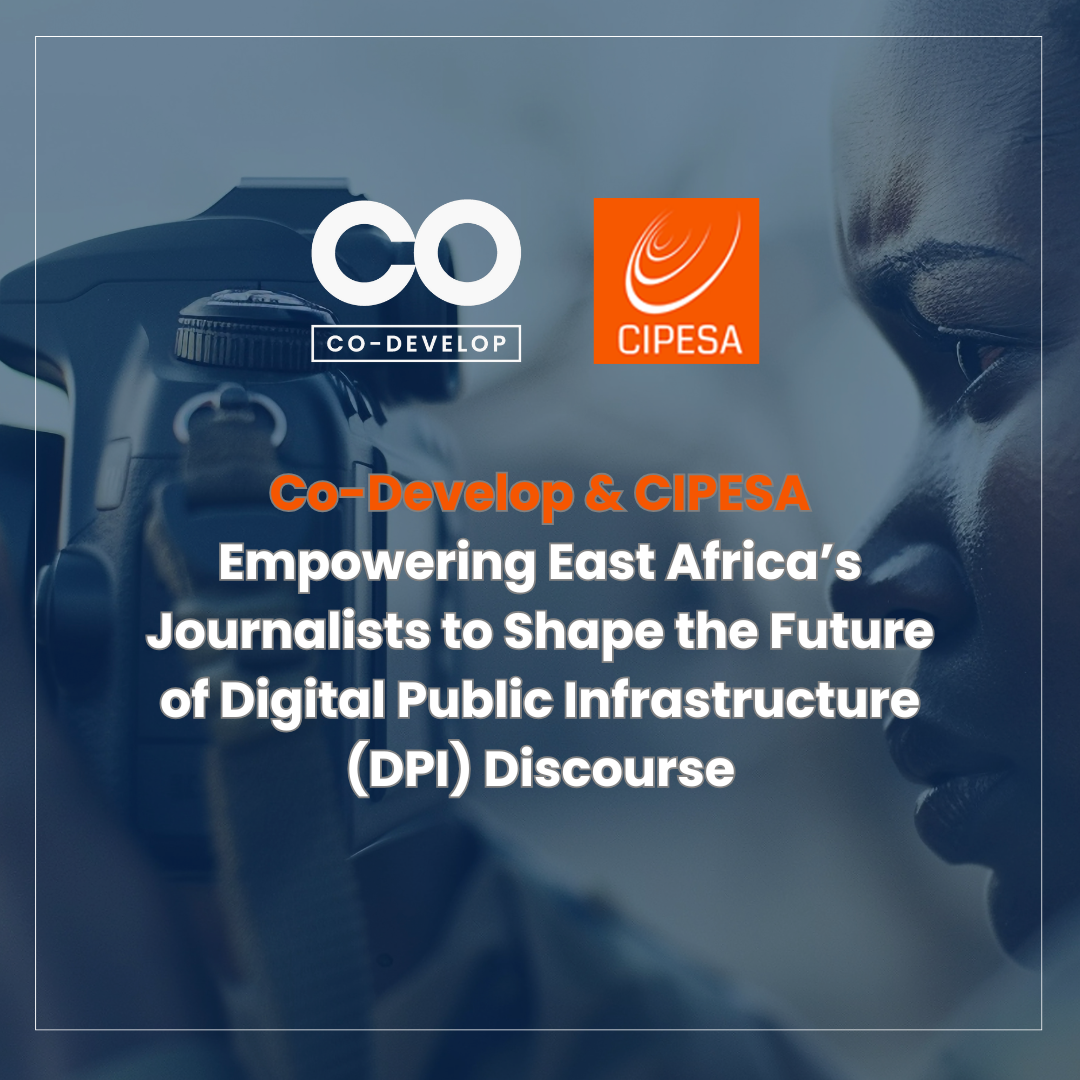 CO
CO-DEVELOP
CIPESA
Co-Develop & CIPESA
Empowering East Africa’s
Journalists to Shape the Future
of Digital Public Infrastructure
(DPI) Discourse